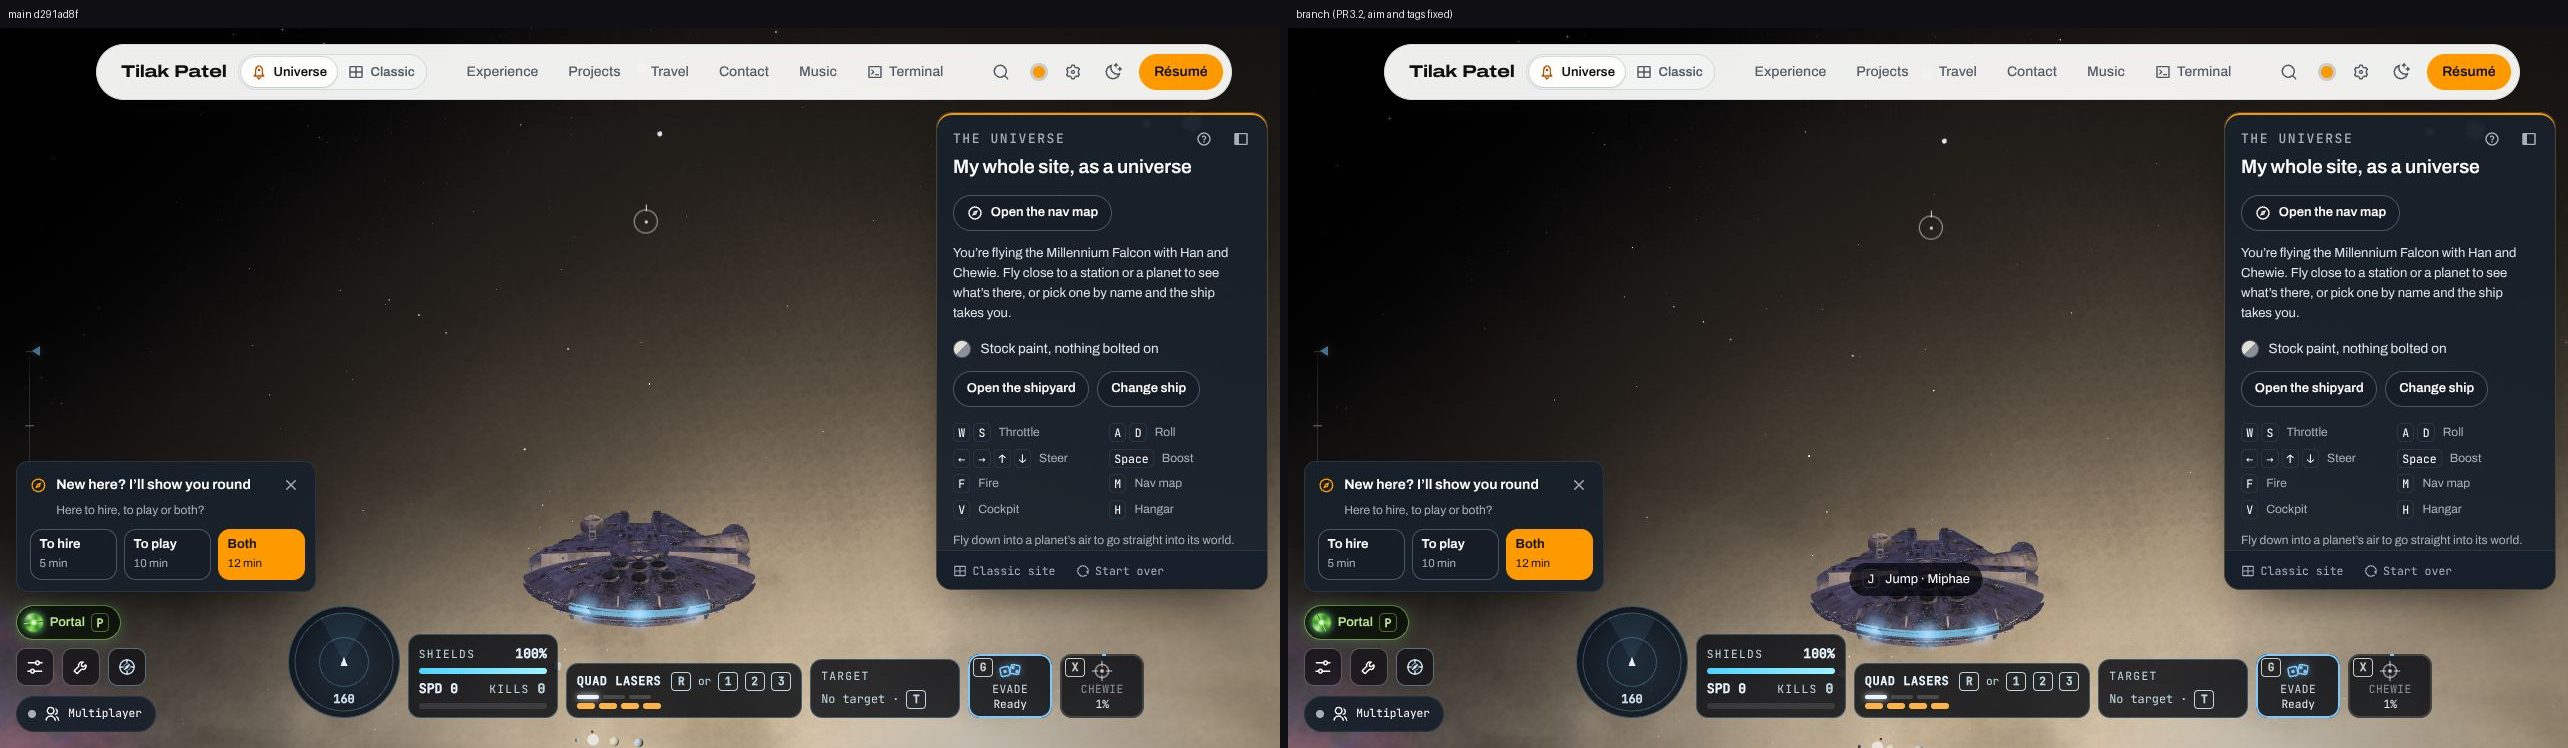 main d291ad8f
Tilak Patel Universe Classic Experience Projects Travel Contact Music Terminal Résumé
THE UNIVERSE
My whole site, as a universe
Open the nav map
You're flying the Millennium Falcon with Han and
Chewie. Fly close to a station or a planet to see
what's there, or pick one by name and the ship
takes you.
Stock paint, nothing bolted on
Open the shipyard Change ship
W S Throttle A D Roll
← → ↑ ↓ Steer Space Boost
F Fire M Nav map
V Cockpit H Hangar
Fly down into a planet's air to go straight into its world.
Classic site Start over
New here? I'll show you round
Here to hire, to play or both?
To hire To play Both
5 min 10 min 12 min
Portal P
Multiplayer
160
SHIELDS 100%
SPD 0 KILLS 0
QUAD LASERS R or 1 2 3
TARGET
No target · T
G EVADE
Ready
X CHEWIE
1%
branch (PR3.2, aim and tags fixed)
Tilak Patel Universe Classic Experience Projects Travel Contact Music Terminal Résumé
THE UNIVERSE
My whole site, as a universe
Open the nav map
You're flying the Millennium Falcon with Han and
Chewie. Fly close to a station or a planet to see
what's there, or pick one by name and the ship
takes you.
Stock paint, nothing bolted on
Open the shipyard Change ship
W S Throttle A D Roll
← → ↑ ↓ Steer Space Boost
F Fire M Nav map
V Cockpit H Hangar
Fly down into a planet's air to go straight into its world.
Classic site Start over
New here? I'll show you round
Here to hire, to play or both?
To hire To play Both
5 min 10 min 12 min
J Jump · Miphae
Portal P
Multiplayer
160
SHIELDS 100%
SPD 0 KILLS 0
QUAD LASERS R or 1 2 3
TARGET
No target · T
G EVADE
Ready
X CHEWIE
1%